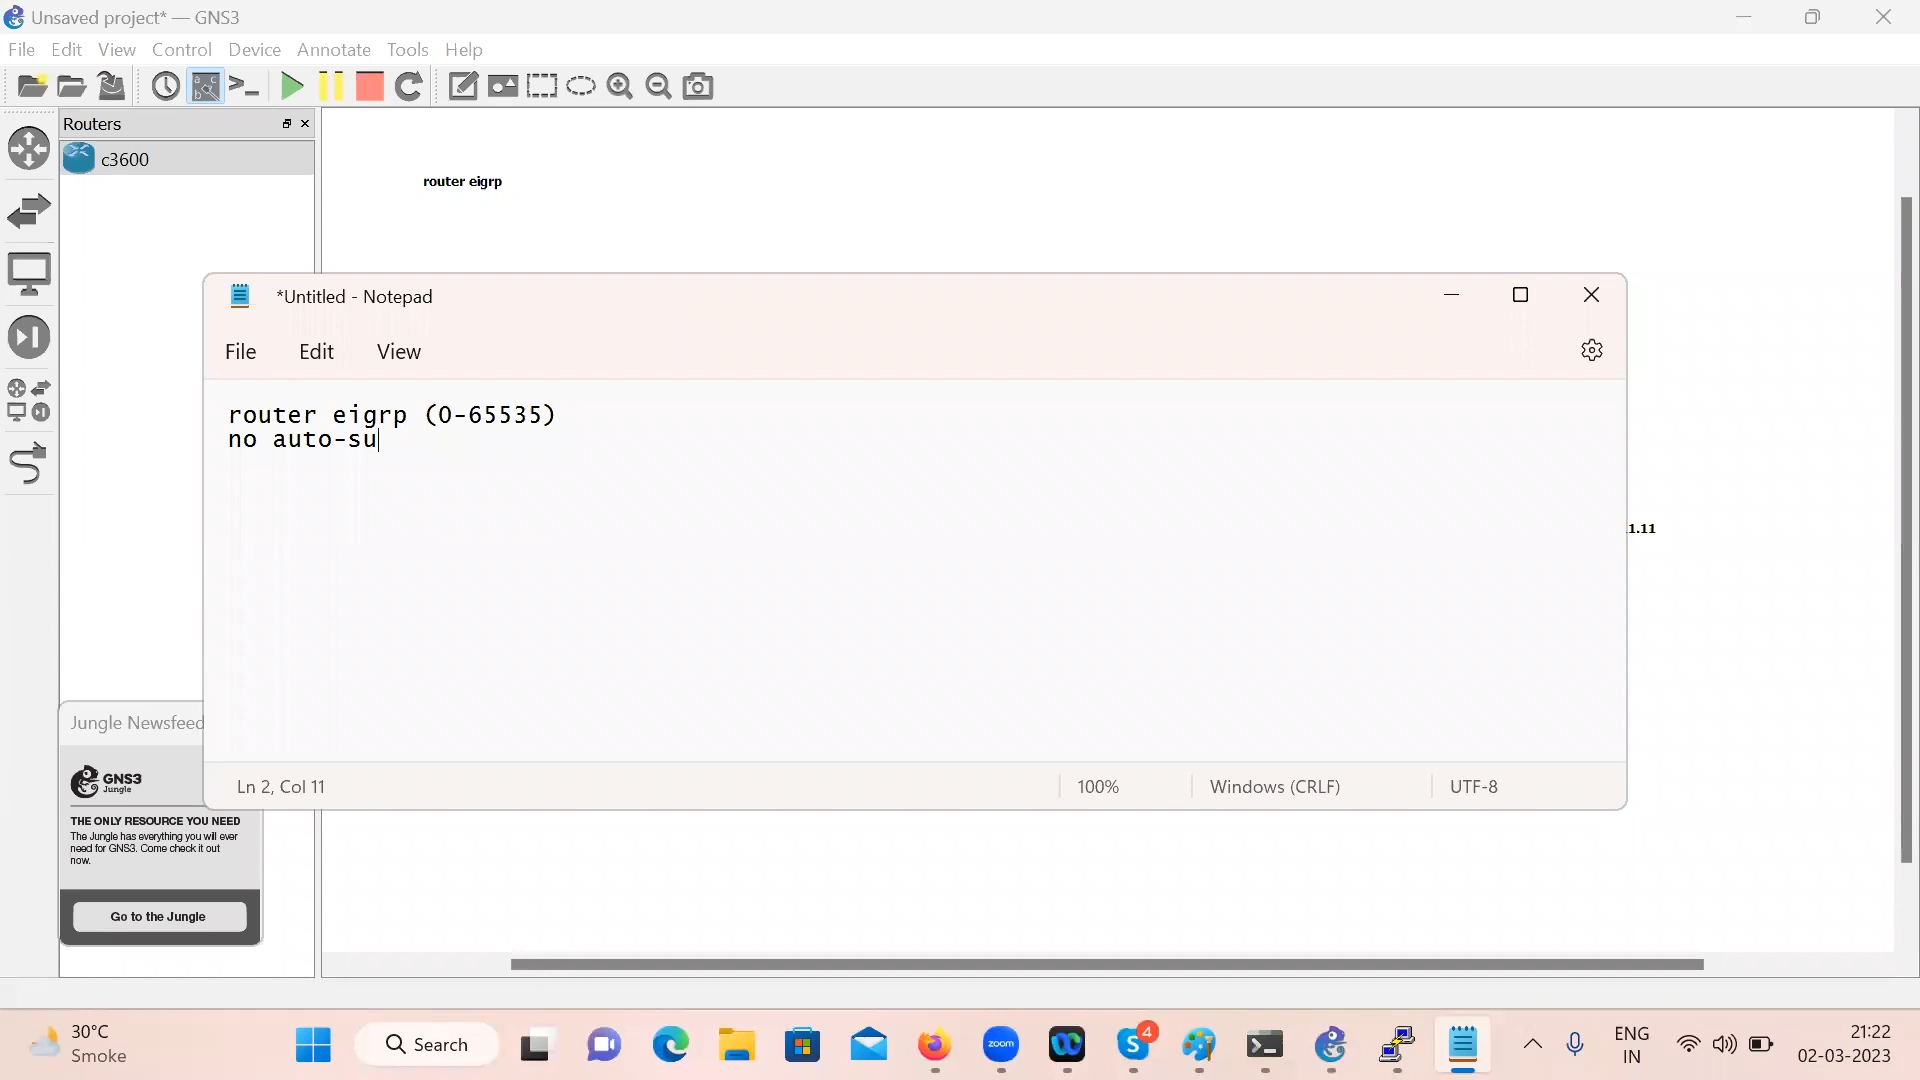 Unsaved project* — GNS3
File Edit View Control Device Annotate Tools Help
Routers
c3600
router eigrp
*Untitled - Notepad
File Edit View
router eigrp (0-65535)
no auto-su
1.11
Ln 2, Col 11
100%
Windows (CRLF)
UTF-8
Jungle Newsfeed
GNS3
Jungle
THE ONLY RESOURCE YOU NEED
The Jungle has everything you will ever
need for GNS3. Come check it out
now.
Go to the Jungle
30°C
Smoke
Search
zoom
4
ENG
IN
21:22
02-03-2023